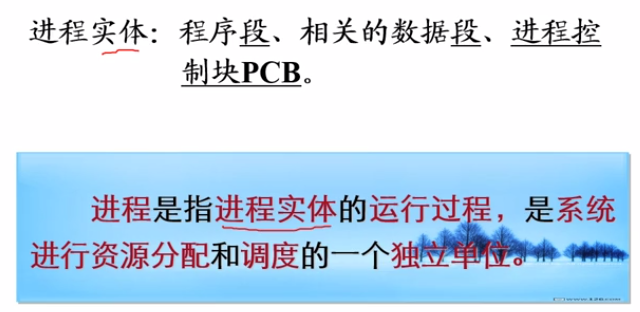 进程实体：程序段、相关的数据段、进程控
制块PCB。
进程是指进程实体的运行过程，是系统
进行资源分配和调度的一个独立单位。